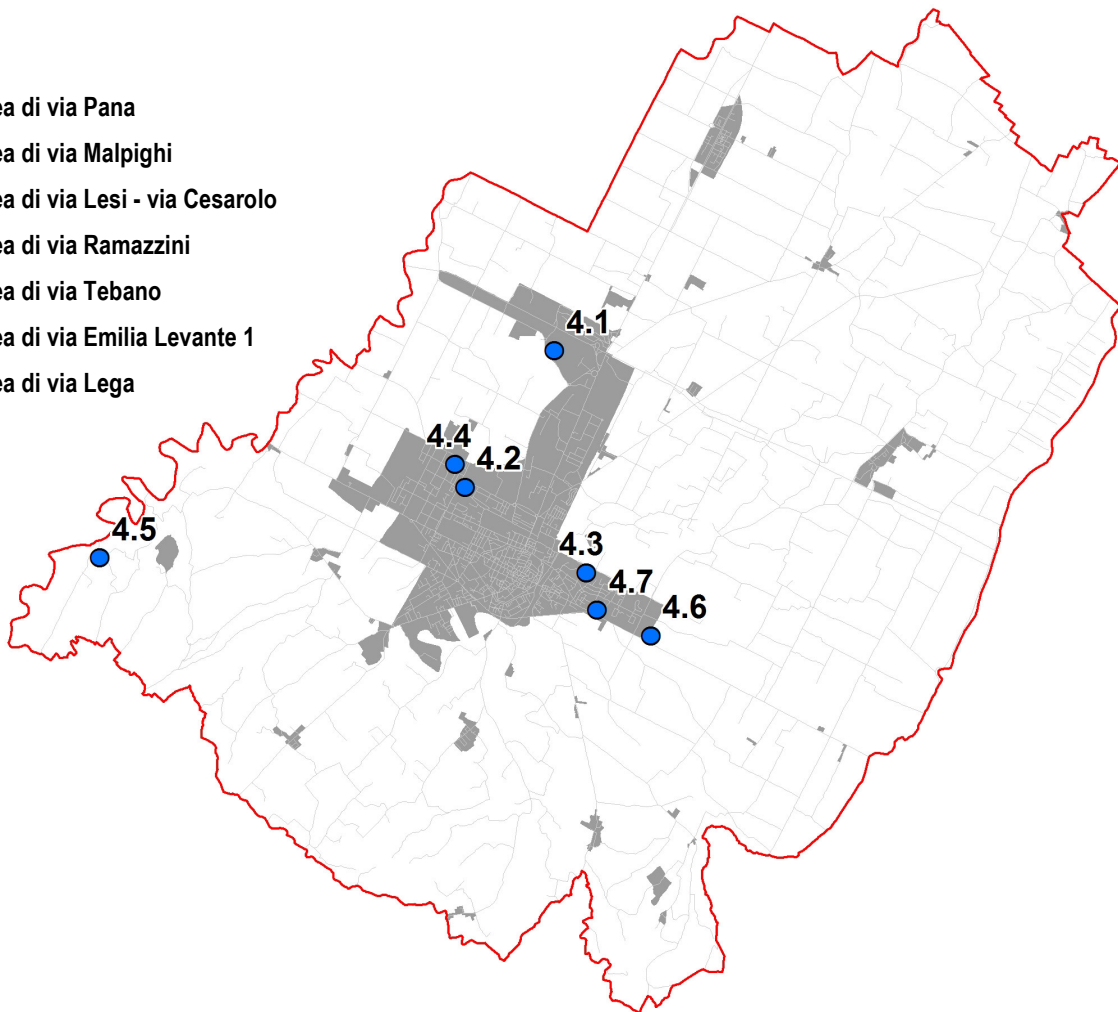 ea di via Pana
ea di via Malpighi
ea di via Lesi - via Cesarolo
ea di via Ramazzini
ea di via Tebano
ea di via Emilia Levante 1
ea di via Lega
4.1
4.4
4.2
4.5
4.3
4.7
4.6